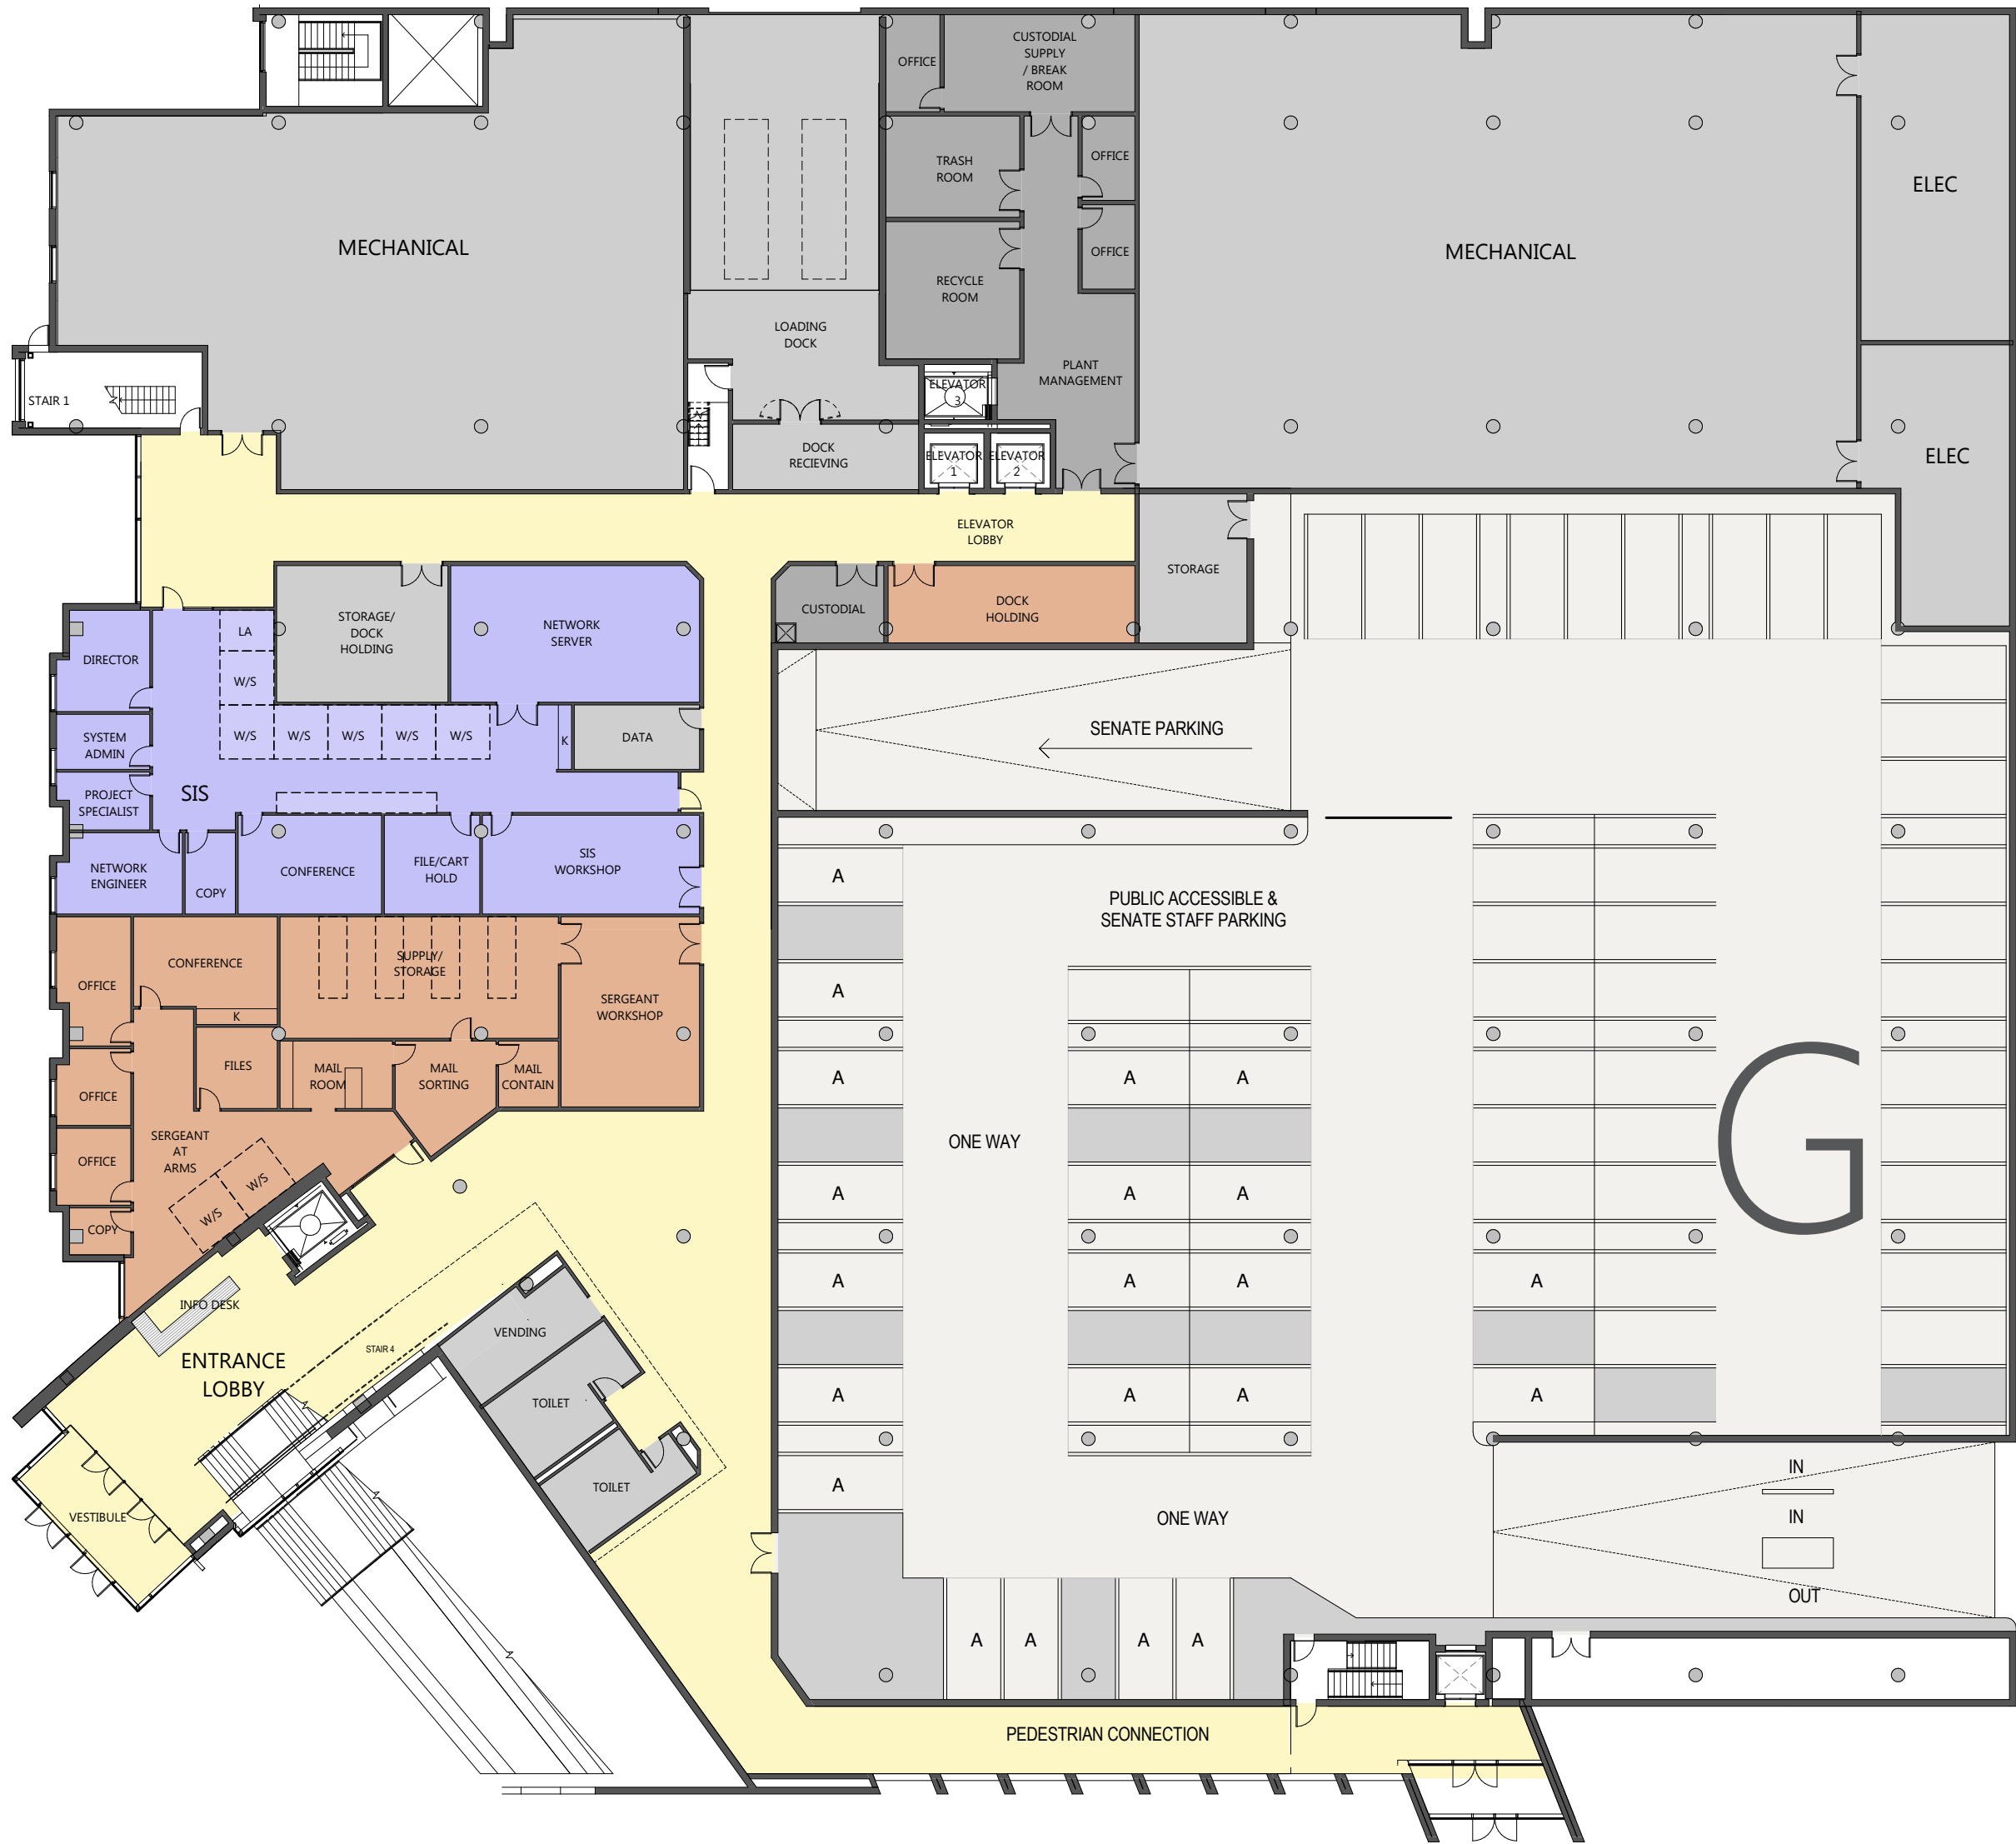 OFFICE
CUSTODIAL
SUPPLY
/ BREAK
ROOM
TRASH
ROOM
OFFICE
ELEC
MECHANICAL
MECHANICAL
OFFICE
RECYCLE
ROOM
LOADING
DOCK
PLANT
MANAGEMENT
STAIR 1
ELEVATOR
3
DOCK
RECIEVING
ELEVATOR
1
ELEVATOR
2
ELEC
ELEVATOR
LOBBY
STORAGE
STORAGE/
DOCK
HOLDING
NETWORK
SERVER
CUSTODIAL
DOCK
HOLDING
LA
DIRECTOR
W/S
SYSTEM
ADMIN
W/S
W/S
W/S
W/S
W/S
K
DATA
SENATE PARKING
PROJECT
SPECIALIST
SIS
NETWORK
ENGINEER
COPY
CONFERENCE
FILE/CART
HOLD
SIS
WORKSHOP
A
PUBLIC ACCESSIBLE &
SENATE STAFF PARKING
CONFERENCE
OFFICE
SUPPLY/
STORAGE
K
SERGEANT
WORKSHOP
A
FILES
MAIL
ROOM
MAIL
SORTING
MAIL
CONTAIN
A
A
A
OFFICE
SERGEANT
AT
ARMS
ONE WAY
G
OFFICE
W/S
W/S
A
A
A
COPY
INFO DESK
A
A
A
A
VENDING
STAIR 4
ENTRANCE
LOBBY
TOILET
A
A
A
A
TOILET
A
IN
VESTIBULE
ONE WAY
IN
OUT
A
A
A
A
PEDESTRIAN CONNECTION